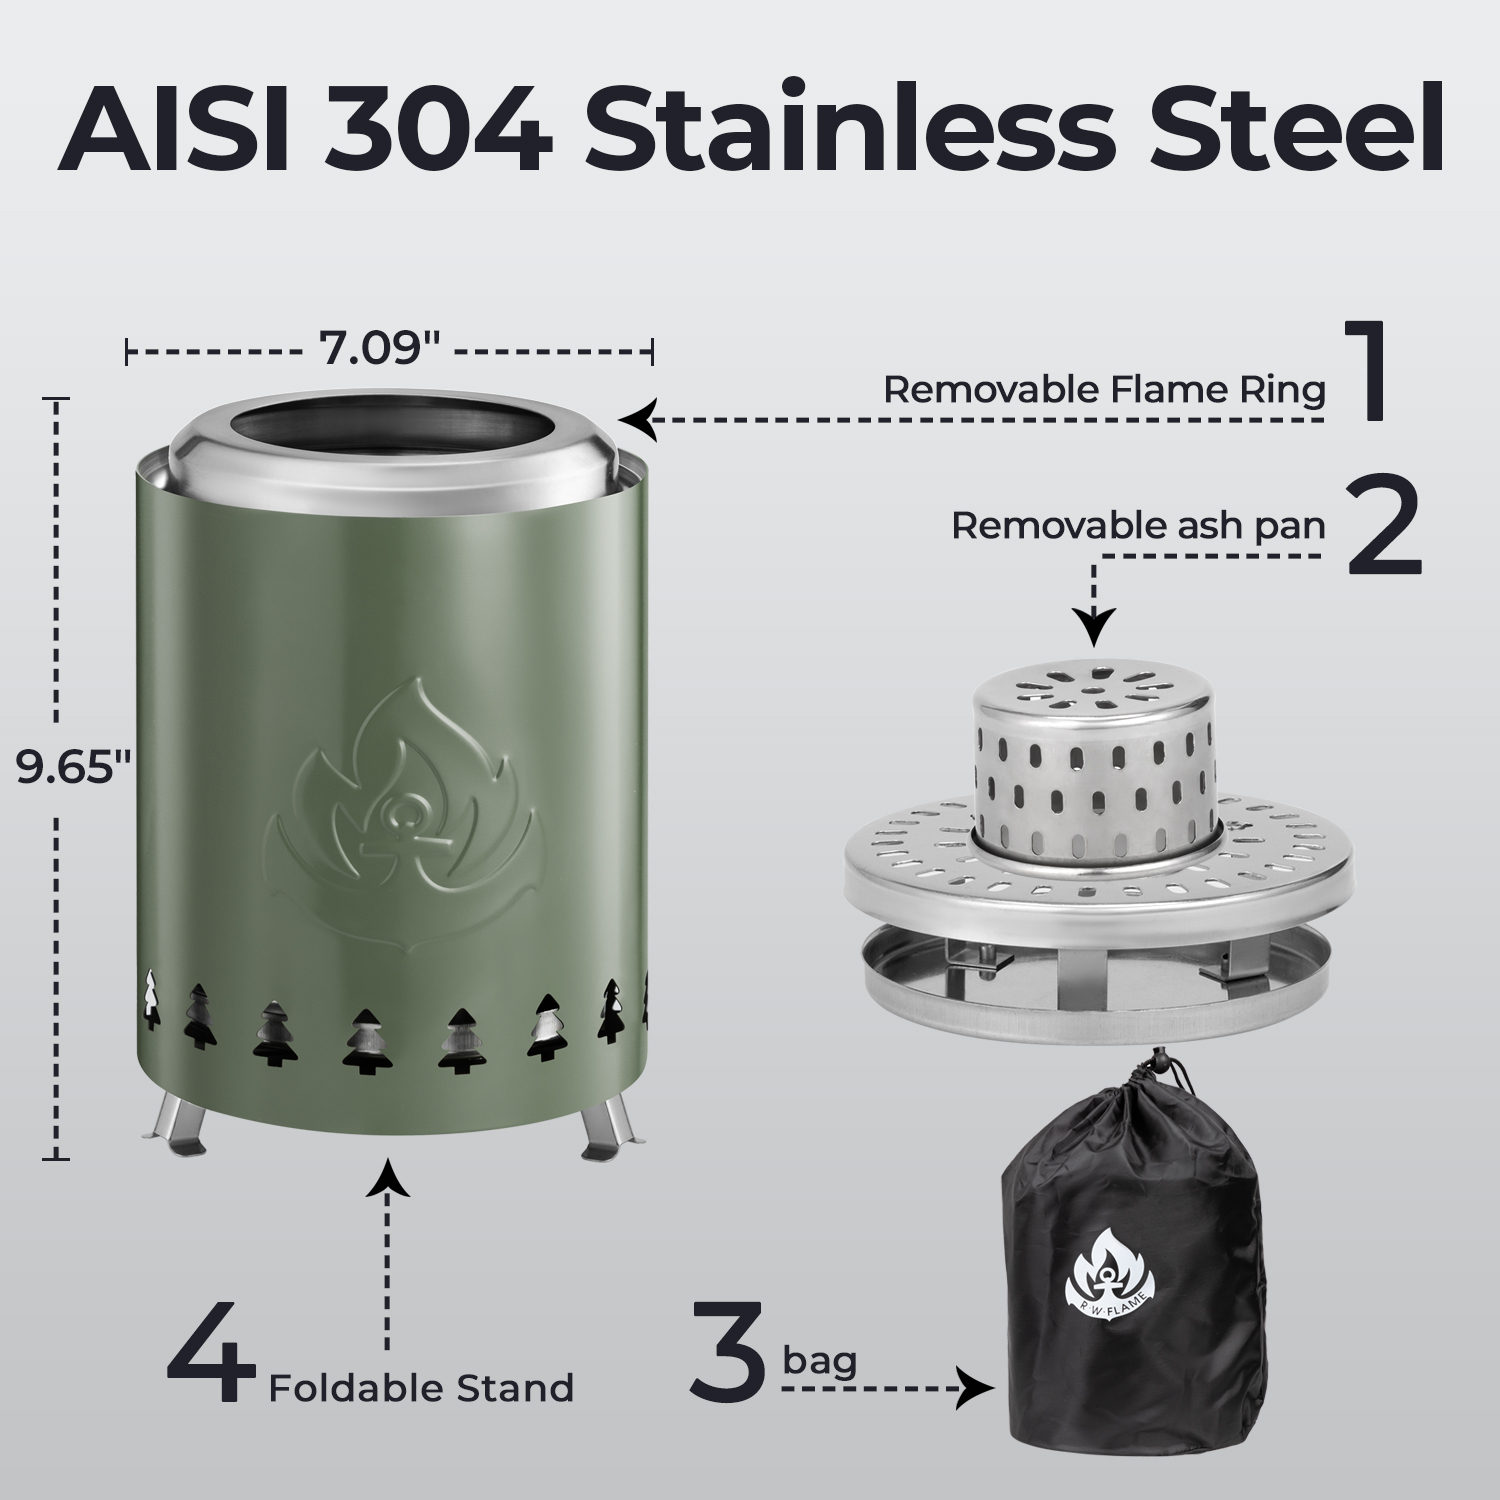 AISI 304 Stainless Steel
7.09"
Removable Flame Ring
1
Removable ash pan
2
9.65"
R·W·FLAME
4
Foldable Stand
3
bag